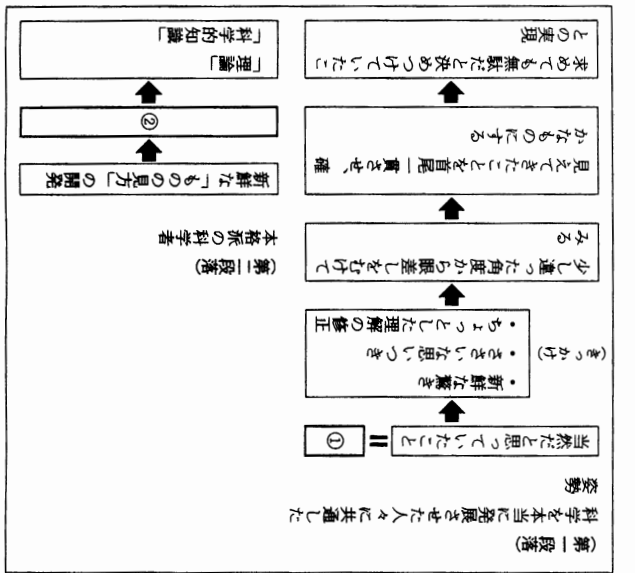 (第一段落)
科学を本当に発展させた人々に共通した
姿勢
当然だと思っていたこと = ①
(きっかけ)
・新鮮な驚き
・ささいな思いつき
・ちょっとした理解の修正
少し違った角度から眼差しをむけて
みる
見えてきたことを首尾一貫させ、確
かなものにする
求めても無駄だと決めつけていたこ
との実現
(第二段落)
本格派の科学者
新鮮な「ものの見方」の開発
②
「理論」
「科学的知識」